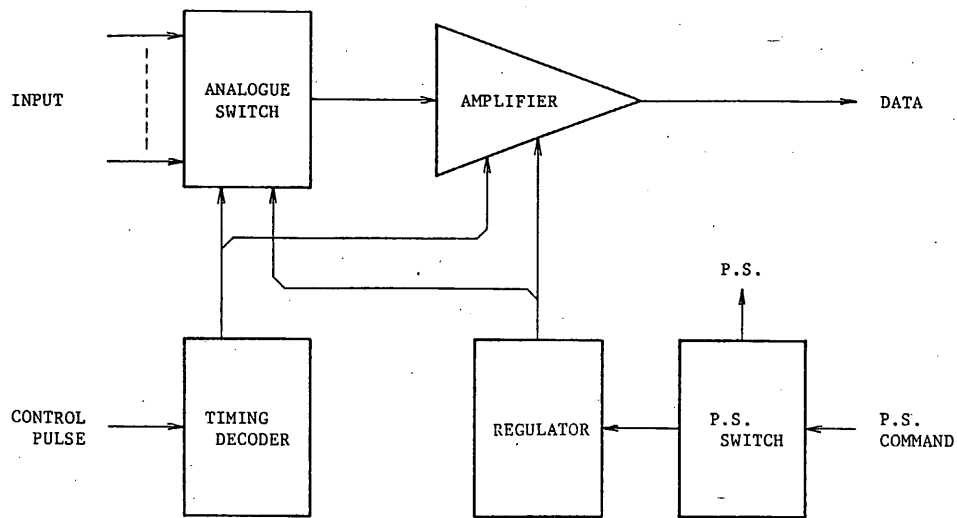 INPUT
ANALOGUE
SWITCH
AMPLIFIER
DATA
P.S.
CONTROL
PULSE
TIMING
DECODER
REGULATOR
P.S.
SWITCH
P.S.
COMMAND